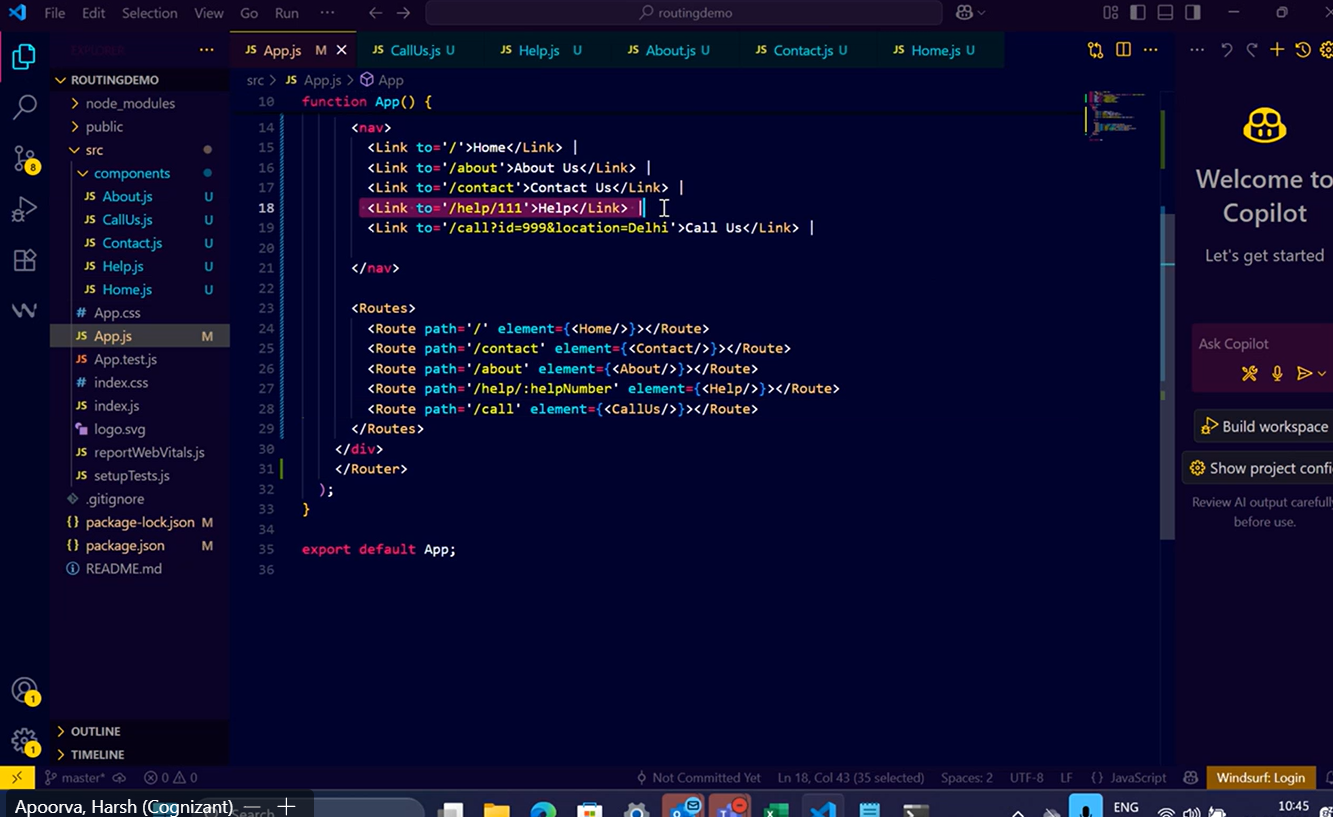 File Edit Selection View Go Run ··· routingdemo
EXPLORER ···
ROUTINGDEMO
node_modules
public
src
components
JS About.js U
JS CallUs.js U
JS Contact.js U
JS Help.js U
JS Home.js U
# App.css
JS App.js M
JS App.test.js
# index.css
JS index.js
logo.svg
JS reportWebVitals.js
JS setupTests.js
.gitignore
{} package-lock.json M
{} package.json M
README.md
OUTLINE
TIMELINE
8
1
1
JS App.js M JS CallUs.js U JS Help.js U JS About.js U JS Contact.js U JS Home.js U
src > JS App.js > App
10 function App() {
14 <nav>
15 <Link to='/'>Home</Link> |
16 <Link to='/about'>About Us</Link> |
17 <Link to='/contact'>Contact Us</Link> |
18 <Link to='/help/111'>Help</Link> |
19 <Link to='/call?id=999&location=Delhi'>Call Us</Link> |
20
21 </nav>
22
23 <Routes>
24 <Route path='/' element={<Home/>}></Route>
25 <Route path='/contact' element={<Contact/>}></Route>
26 <Route path='/about' element={<About/>}></Route>
27 <Route path='/help/:helpNumber' element={<Help/>}></Route>
28 <Route path='/call' element={<CallUs/>}></Route>
29 </Routes>
30 </div>
31 </Router>
32 );
33 }
34
35 export default App;
36
Welcome to
Copilot
Let's get started
Ask Copilot
Build workspace
Show project confi
Review AI output carefully
before use.
master* 0 0 Not Committed Yet Ln 18, Col 43 (35 selected) Spaces: 2 UTF-8 LF {} JavaScript Windsurf: Login
Apoorva, Harsh (Cognizant)
Search
ENG
10:45